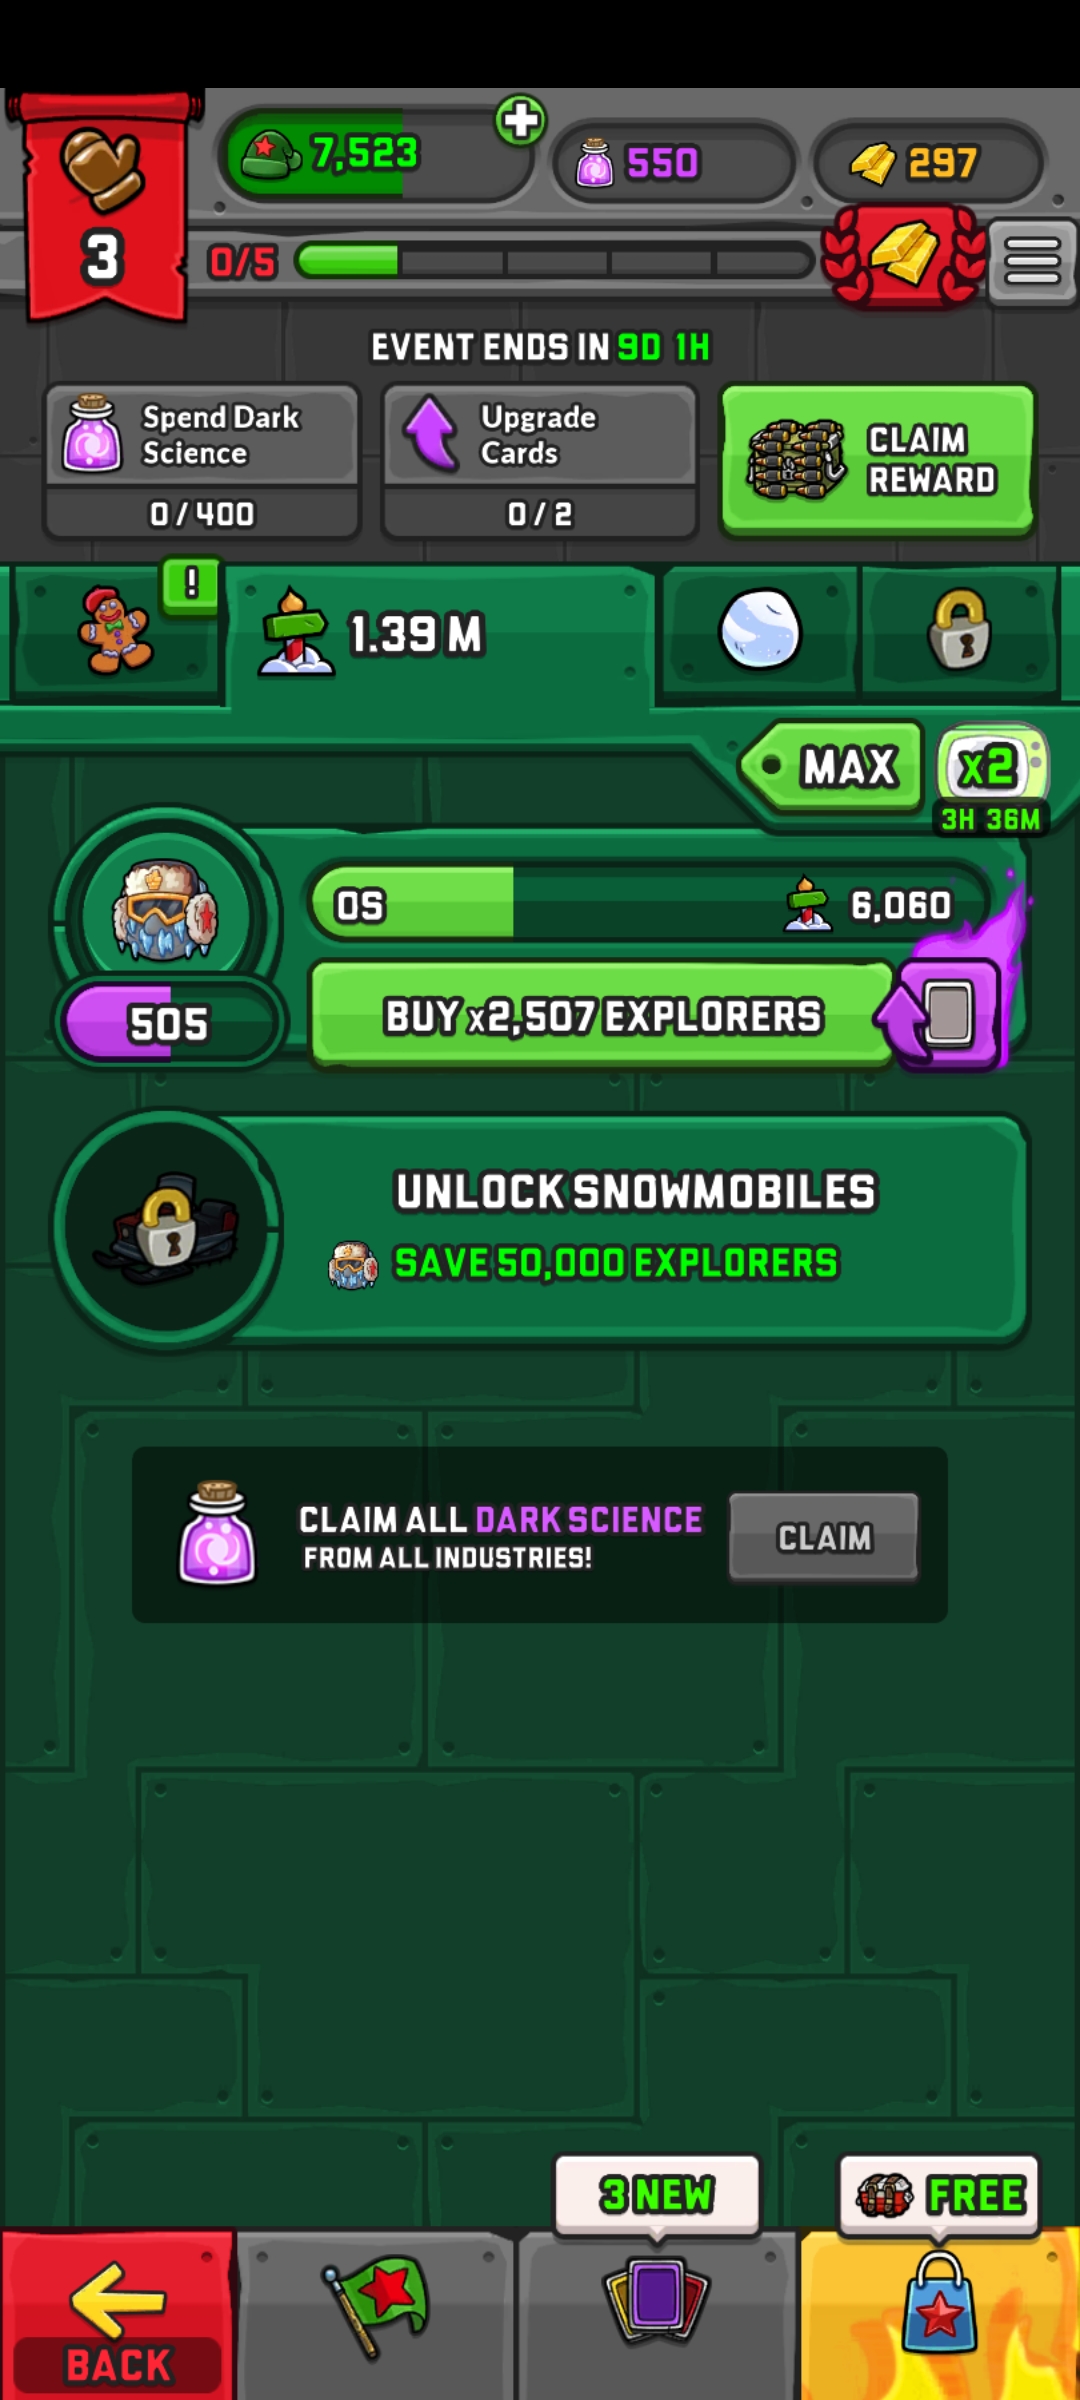 7,523
550
297
3
0/5
EVENT ENDS IN 9D 1H
Spend Dark
Science
0/400
Upgrade
Cards
0/2
CLAIM
REWARD
!
1.39 M
MAX
x2
3H 36M
0S
6,060
505
BUY x2,507 EXPLORERS
UNLOCK SNOWMOBILES
SAVE 50,000 EXPLORERS
CLAIM ALL DARK SCIENCE
FROM ALL INDUSTRIES!
CLAIM
3 NEW
FREE
BACK